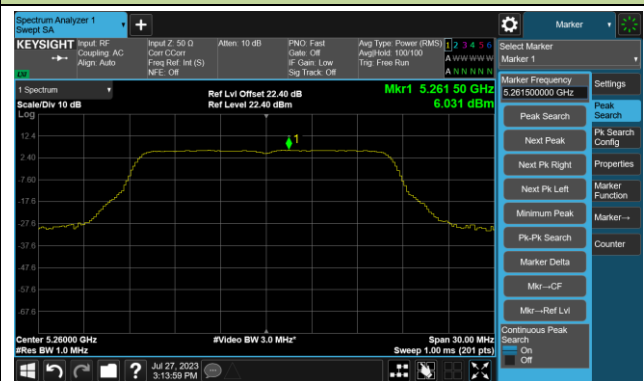 Spectrum Analyzer 1
Swept SA
+
Marker
KEYSIGHT
Input: RF
Coupling: AC
Align: Auto
Input Z: 50 Ω
Corr CCorr
Freq Ref: Int (S)
NFE: Off
Atten: 10 dB
PNO: Fast
Gate: Off
IF Gain: Low
Sig Track: Off
Avg Type: Power (RMS)
Avg|Hold: 100/100
Trig: Free Run
1 2 3 4 5 6
A W W W W W
A N N N N N
LXI
Select Marker
Marker 1
1 Spectrum
Scale/Div 10 dB
Ref Lvl Offset 22.40 dB
Ref Level 22.40 dBm
Mkr1 5.261 50 GHz
6.031 dBm
Log
12.4
2.40
-7.60
-17.6
-27.6
-37.6
-47.6
-57.6
-67.6
1
Center 5.26000 GHz
#Res BW 1.0 MHz
#Video BW 3.0 MHz*
Span 30.00 MHz
Sweep 1.00 ms (201 pts)
Marker Frequency
5.261500000 GHz
Peak Search
Next Peak
Next Pk Right
Next Pk Left
Minimum Peak
Pk-Pk Search
Marker Delta
Mkr→CF
Mkr→Ref Lvl
Continuous Peak
Search
On
Off
Settings
Peak
Search
Pk Search
Config
Properties
Marker
Function
Marker→
Counter
?
Jul 27, 2023
3:13:59 PM